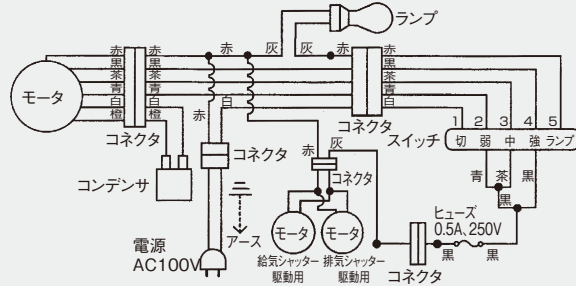 ランプ
赤 赤 灰 灰 赤 赤
黒 黒 黒
茶 茶 茶
青 青 青
白 白 白 白
橙 橙
モータ
赤
コネクタ
コネクタ
1 2 3 4 5
スイッチ 切 弱 中 強 ランプ
コネクタ
赤 灰
コネクタ
青 茶 黒
黒
コンデンサ
アース
モータ モータ
ヒューズ
0.5A、250V
黒 黒
電源
AC100V
給気シャッター 排気シャッター
駆動用 駆動用
コネクタ